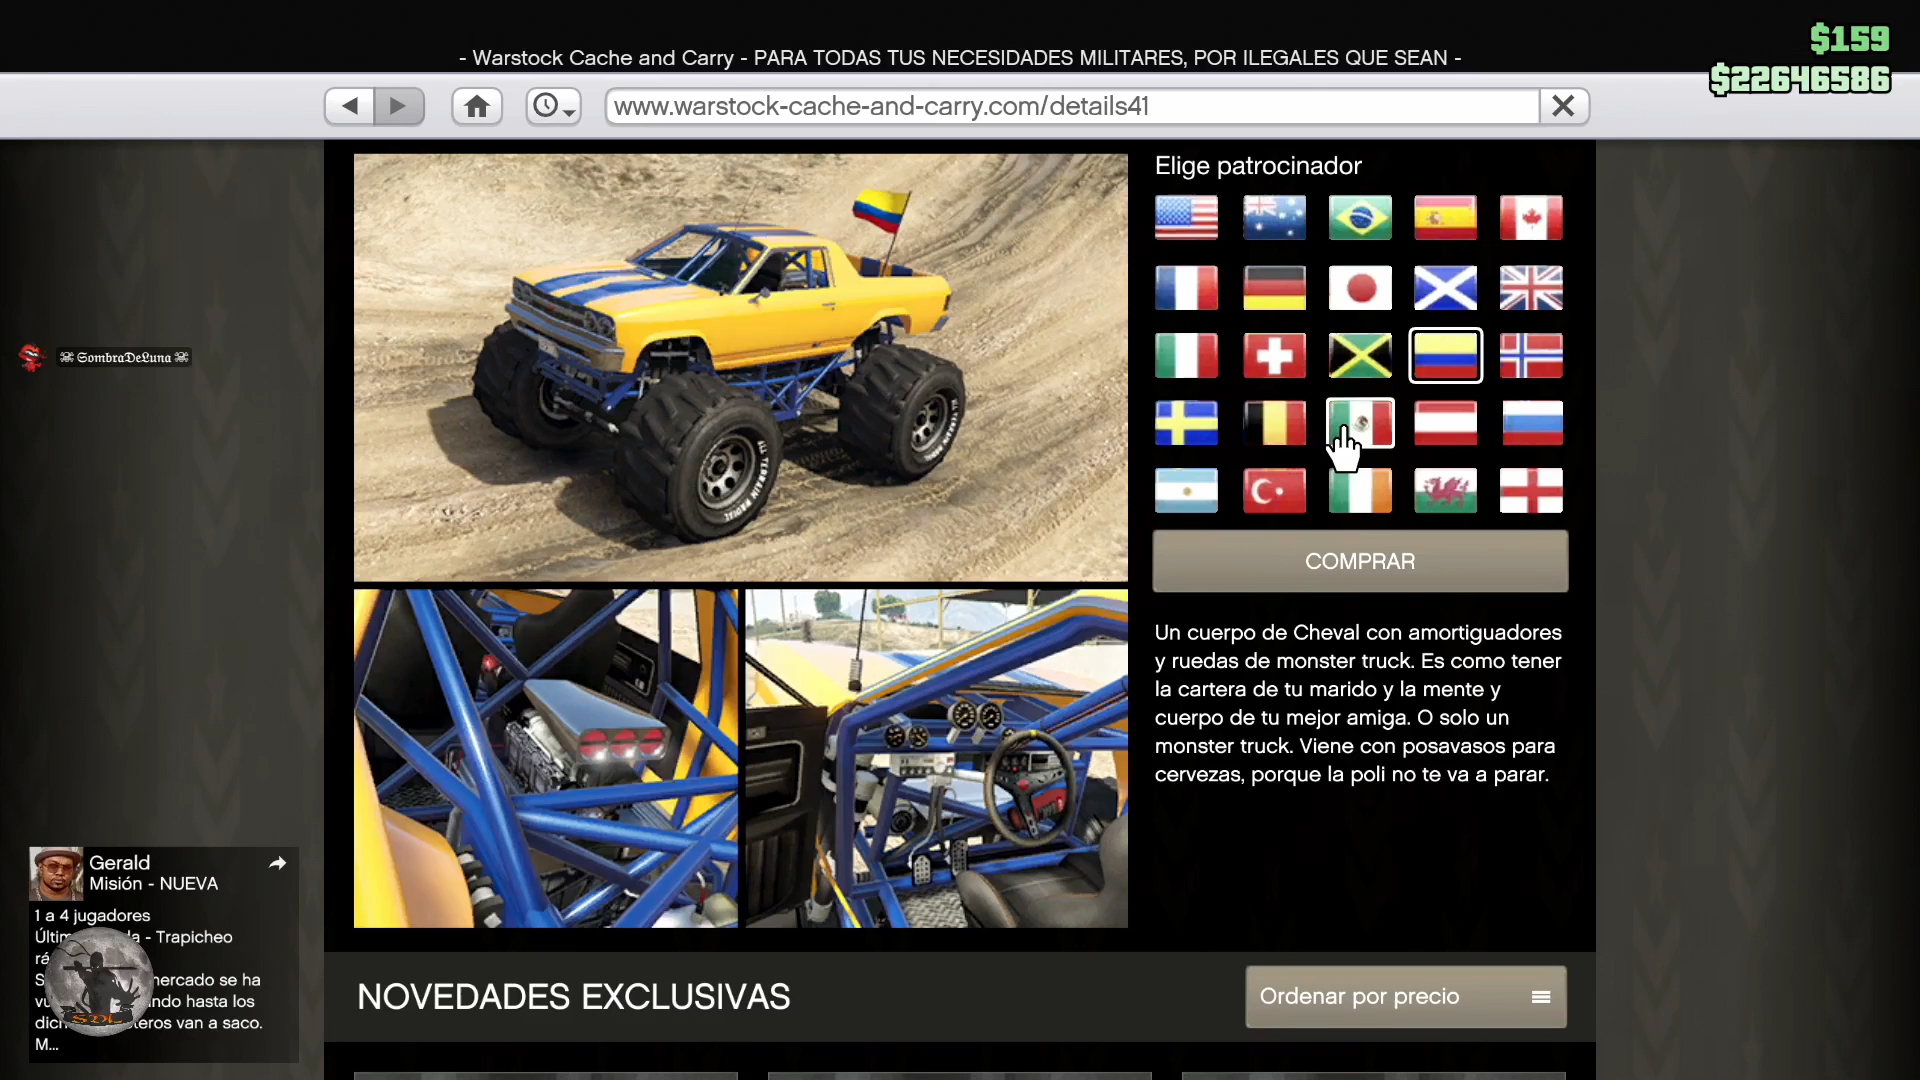 - Warstock Cache and Carry - PARA TODAS TUS NECESIDADES MILITARES, POR ILEGALES QUE SEAN -
$159
$22646586
www.warstock-cache-and-carry.com/details41
Elige patrocinador
☠SombraDeLuna☠
COMPRAR
Un cuerpo de Cheval con amortiguadores
y ruedas de monster truck. Es como tener
la cartera de tu marido y la mente y
cuerpo de tu mejor amiga. O solo un
monster truck. Viene con posavasos para
cervezas, porque la poli no te va a parar.
Gerald
Misión - NUEVA
1 a 4 jugadores
- Trapicheo
mercado se ha
hasta los
van a saco.
M...
SDL
NOVEDADES EXCLUSIVAS
Ordenar por precio